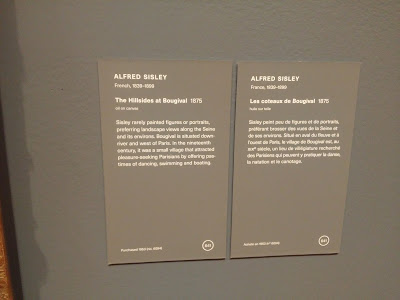 ALFRED SISLEY
French, 1839-1899
The Hillsides at Bougival 1875
oil on canvas
Sisley rarely painted figures or portraits,
preferring landscape views along the Seine
and its environs. Bougival is situated down-
river and west of Paris. In the nineteenth
century, it was a small village that attracted
pleasure-seeking Parisians by offering pas-
times of dancing, swimming and boating.
Purchased
841
ALFRED SISLEY
France, 1839-1899
Les coteaux de Bougival 1875
huile sur toile
Sisley peint peu de figures et de portraits,
préférant brosser des vues de la Seine et
de ses environs. Situé en aval du fleuve et à
l'ouest de Paris, le village de Bougival est, au
XIXe siècle, un lieu de villégiature recherché
des Parisiens qui peuvent y pratiquer la danse,
la natation et le canotage.
841